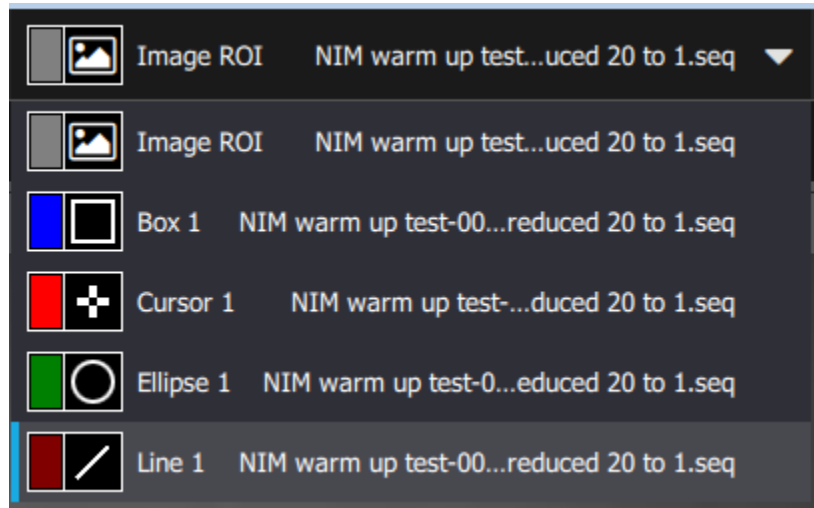 Image ROI NIM warm up test...uced 20 to 1.seq
Image ROI NIM warm up test...uced 20 to 1.seq
Box 1 NIM warm up test-00...reduced 20 to 1.seq
Cursor 1 NIM warm up test-...duced 20 to 1.seq
Ellipse 1 NIM warm up test-0...educed 20 to 1.seq
Line 1 NIM warm up test-00...reduced 20 to 1.seq